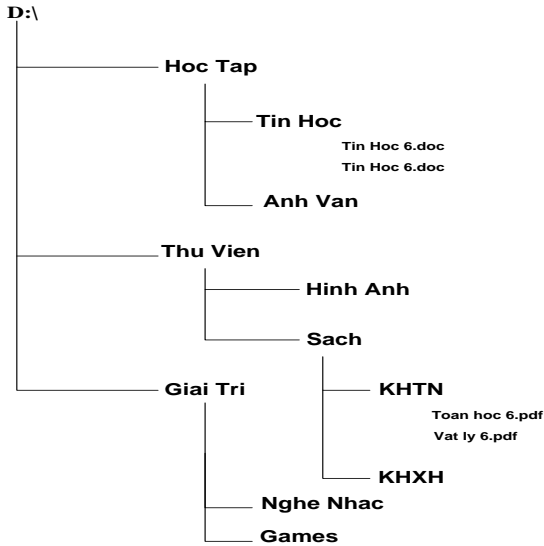 D:\
Hoc Tap
Tin Hoc
Tin Hoc 6.doc
Tin Hoc 6.doc
Anh Van
Thu Vien
Hinh Anh
Sach
Giai Tri
KHTN
Toan hoc 6.pdf
Vat ly 6.pdf
KHXH
Nghe Nhac
Games